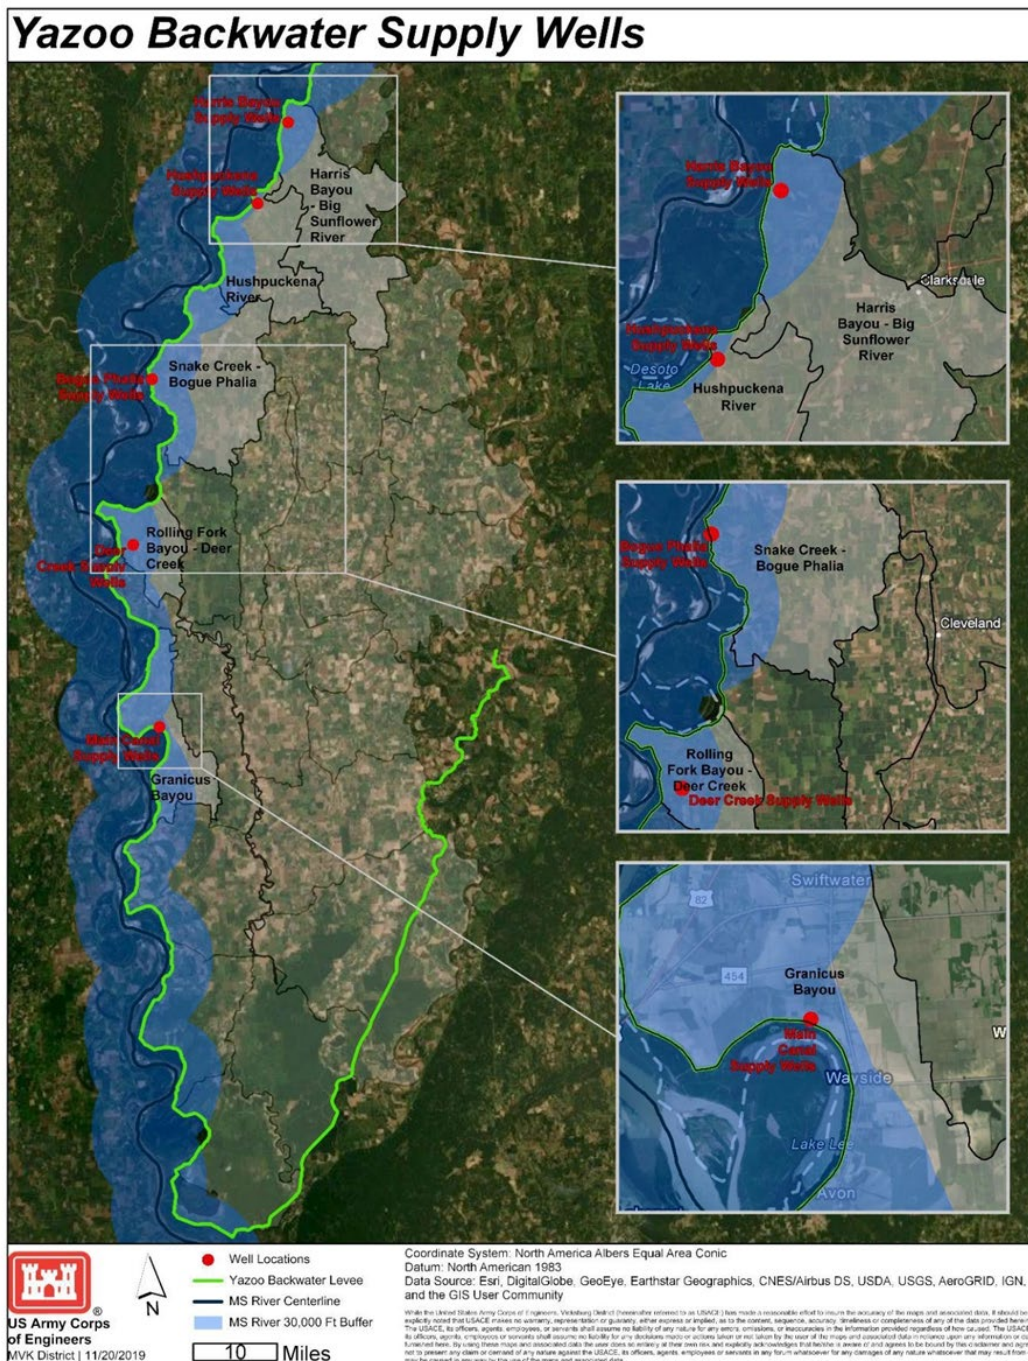 Yazoo Backwater Supply Wells
Harris Bayou
Supply Wells
Hushpuckena
Supply Wells
Harris
Bayou
- Big
Sunflower
River
Hushpuckena
River
Snake Creek -
Bogue Phalia
Bogue Phalia
Supply Wells
Rolling Fork
Bayou - Deer
Creek
Deer
Creek Supply
Wells
Main Canal
Supply Wells
Granicus
Bayou
Harris Bayou
Supply Wells
Clarksdale
Harris
Bayou - Big
Sunflower
River
Hushpuckena
Supply Wells
Desoto
Lake
Hushpuckena
River
Bogue Phalia
Supply Wells
Snake Creek -
Bogue Phalia
Cleveland
Rolling
Fork Bayou -
Deer Creek
Deer Creek Supply Wells
Swiftwater
82
454
Granicus
Bayou
Main
Canal
Supply Wells
W
Wayside
Lake Lee
Avon
US Army Corps
of Engineers
®
MVK District | 11/20/2019
N
Well Locations
Yazoo Backwater Levee
MS River Centerline
MS River 30,000 Ft Buffer
10 Miles
Coordinate System: North America Albers Equal Area Conic
Datum: North American 1983
Data Source: Esri, DigitalGlobe, GeoEye, Earthstar Geographics, CNES/Airbus DS, USDA, USGS, AeroGRID, IGN,
and the GIS User Community